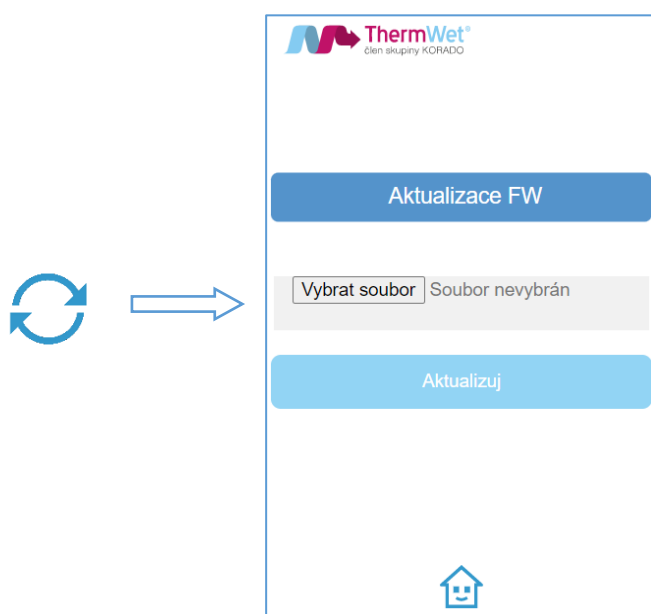 ThermWet®
člen skupiny KORADO
Aktualizace FW
Vybrat soubor Soubor nevybrán
Aktualizuj